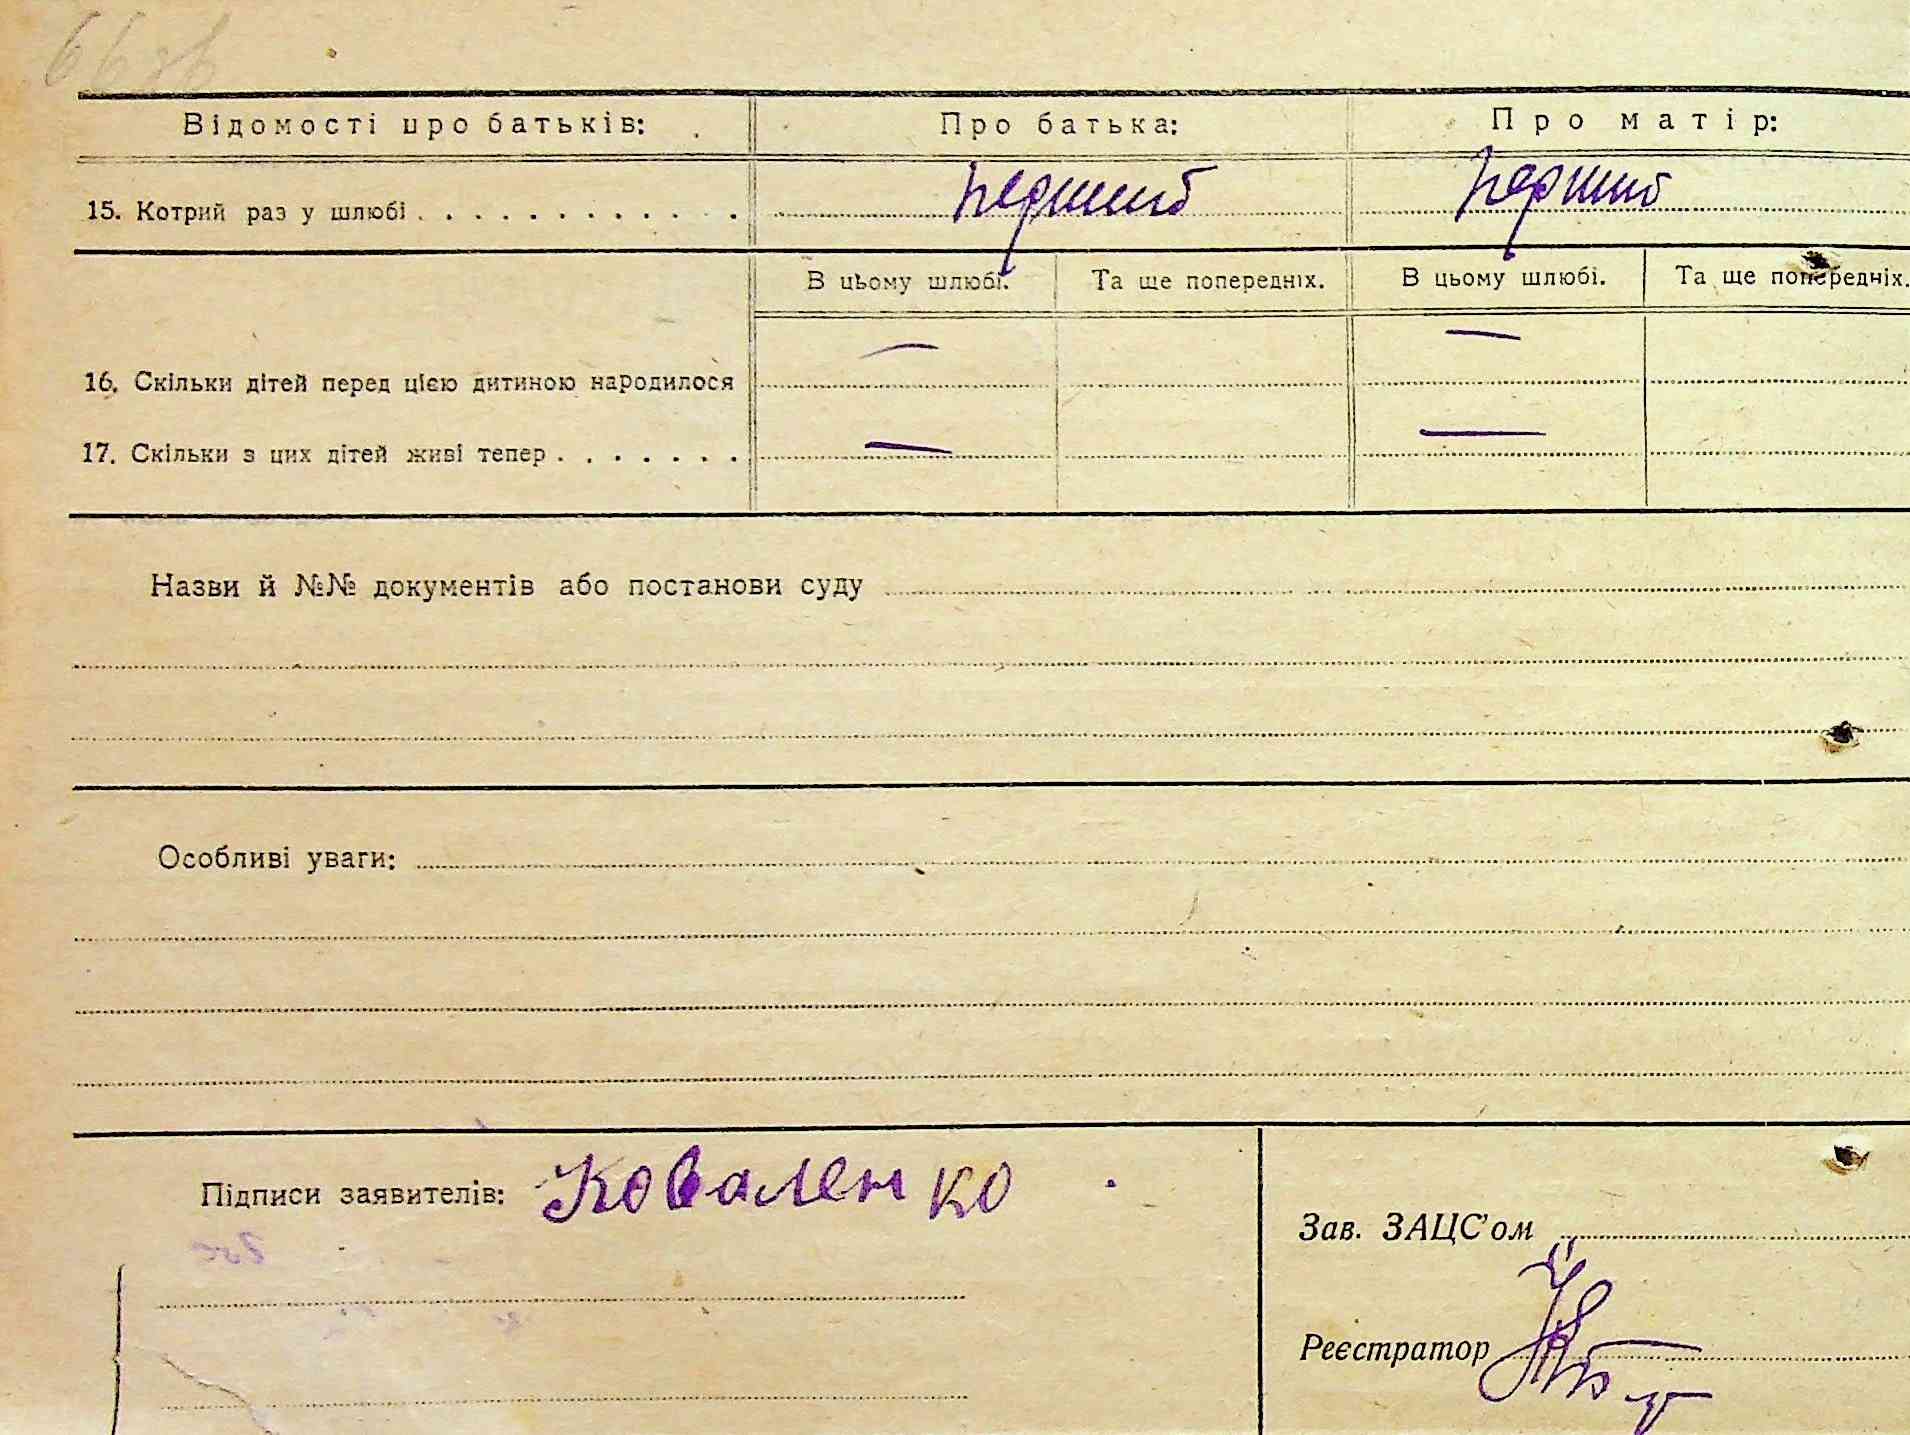 Відомості про батьків: Про батька: Про матір:
15. Котрий раз у шлюбі . . . . . . . . . . . . перший перший
В цьому шлюбі. Та ще попередніх. В цьому шлюбі. Та ще попередніх.
16. Скільки дітей перед цією дитиною народилося — —
17. Скільки з цих дітей живі тепер . . . . . . . — —
Назви й №№ документів або постанови суду
Особливі уваги:
Підписи заявителів: Коваленко
Зав. ЗАЦС'ом
Реєстратор